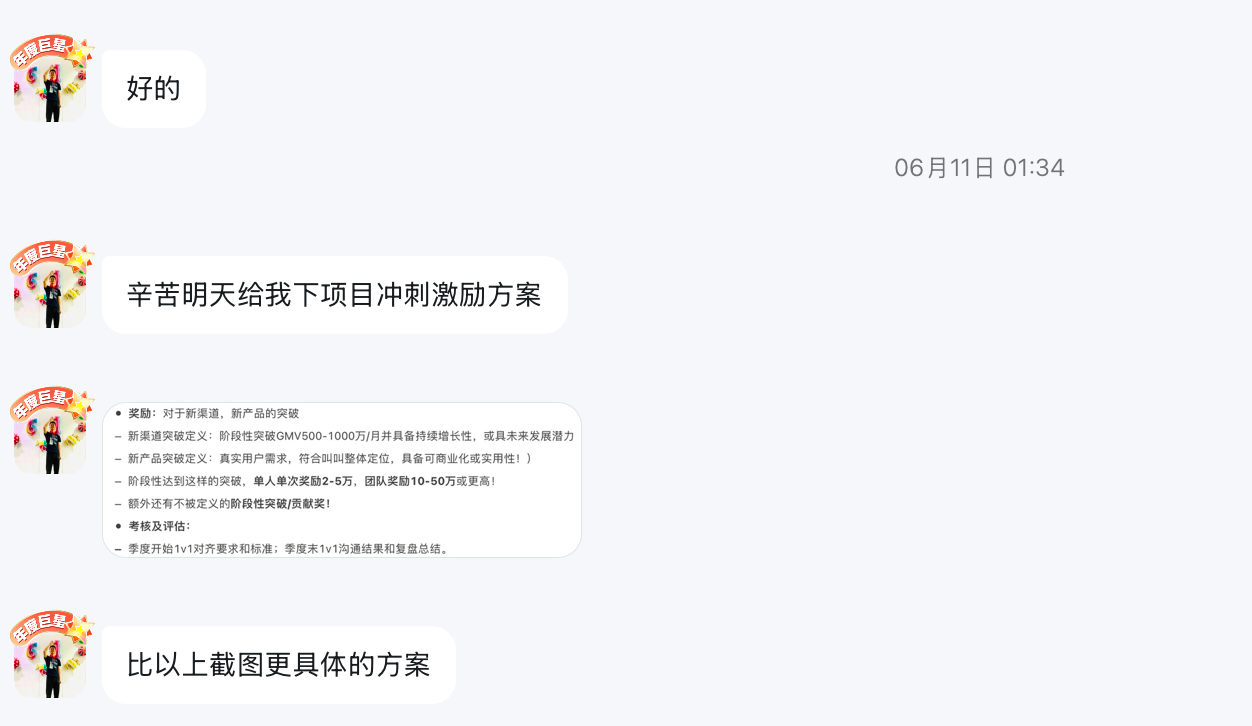 年度巨星
好的
06月11日 01:34
年度巨星
辛苦明天给我下项目冲刺激励方案
年度巨星
• 奖励：对于新渠道，新产品的突破
– 新渠道突破定义：阶段性突破GMV500-1000万/月并具备持续增长性，或具未来发展潜力
– 新产品突破定义：真实用户需求，符合叫叫整体定位，具备可商业化或实用性！）
– 阶段性达到这样的突破，单人单次奖励2-5万，团队奖励10-50万或更高！
– 额外还有不被定义的阶段性突破/贡献奖！
• 考核及评估：
– 季度开始1v1对齐要求和标准；季度末1v1沟通结果和复盘总结。
年度巨星
比以上截图更具体的方案